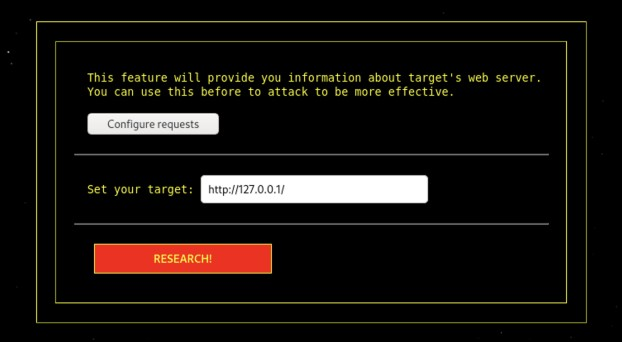 This feature will provide you information about target's web server.
You can use this before to attack to be more effective.
Configure requests
Set your target: http://127.0.0.1/
RESEARCH!